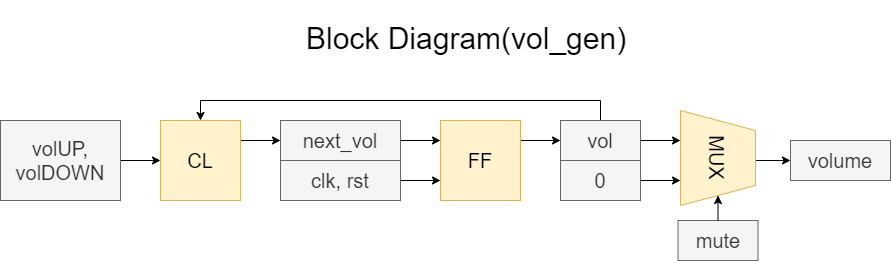 Block Diagram(vol_gen)
volUP,
volDOWN
CL
next_vol
clk, rst
FF
vol
0
MUX
volume
mute